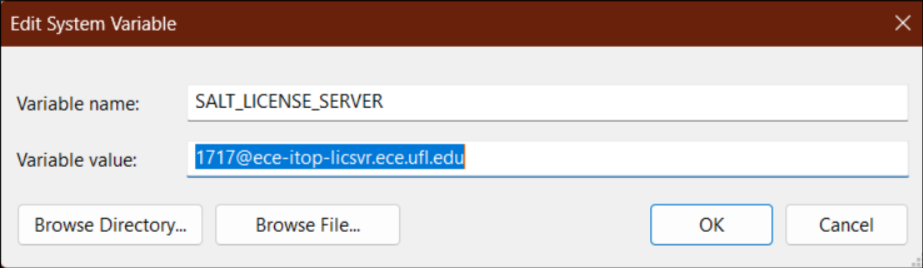 Edit System Variable
Variable name: SALT_LICENSE_SERVER
Variable value: 1717@ece-itop-licsvr.ece.ufl.edu
Browse Directory... Browse File... OK Cancel